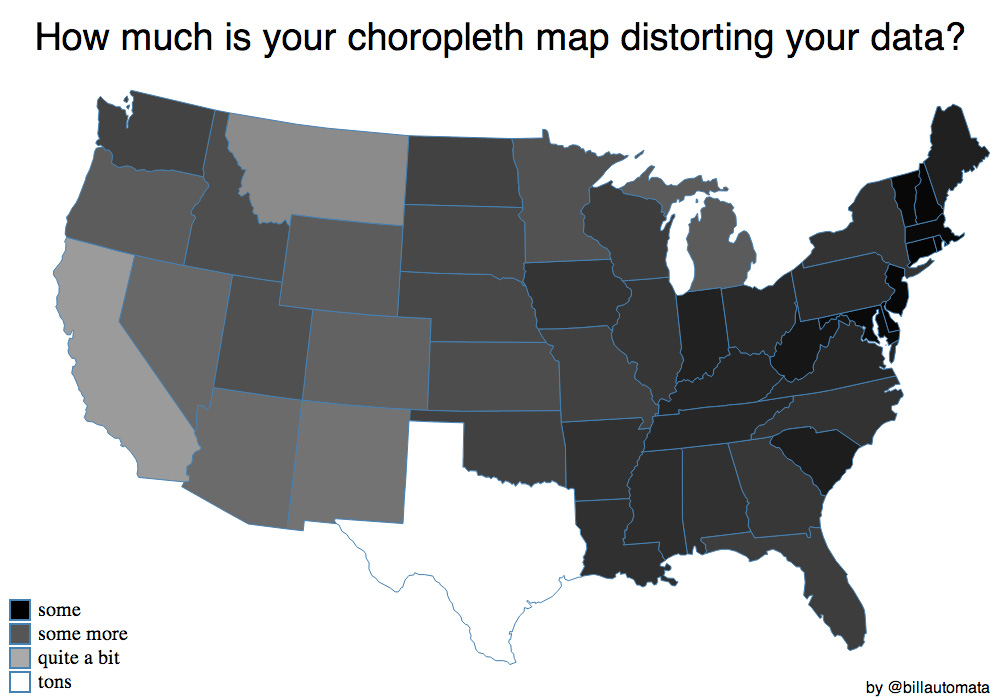 How much is your choropleth map distorting your data?
some
some more
quite a bit
tons
by @billautomata